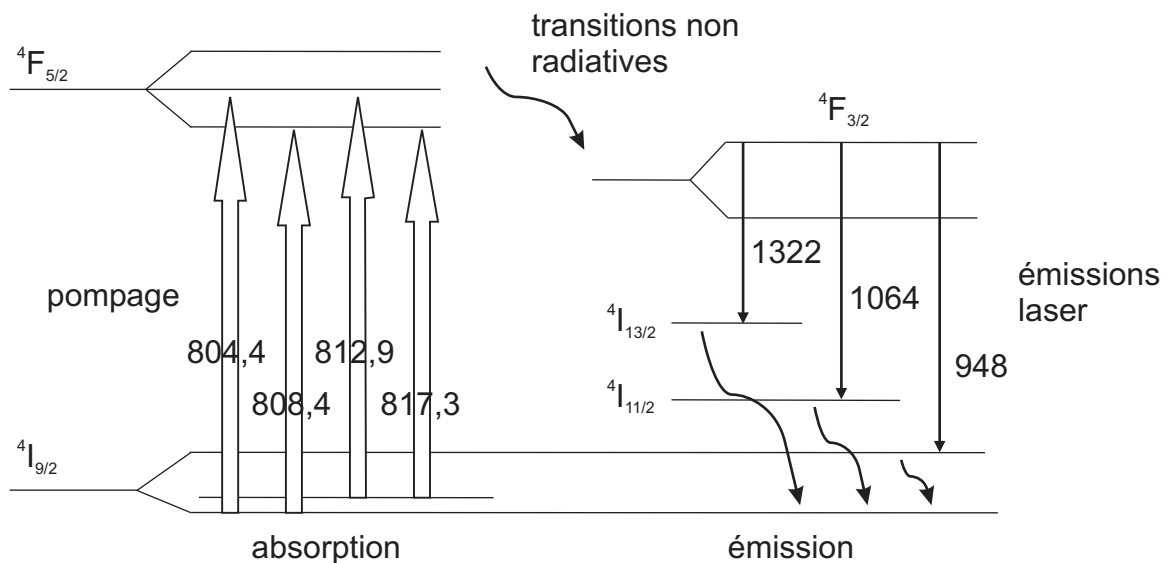 transitions non
radiatives
⁴F₅/₂
⁴F₃/₂
pompage
1322
1064
émissions
laser
⁴I₁₃/₂
804,4
812,9
948
808,4
817,3
⁴I₁₁/₂
⁴I₉/₂
absorption
émission